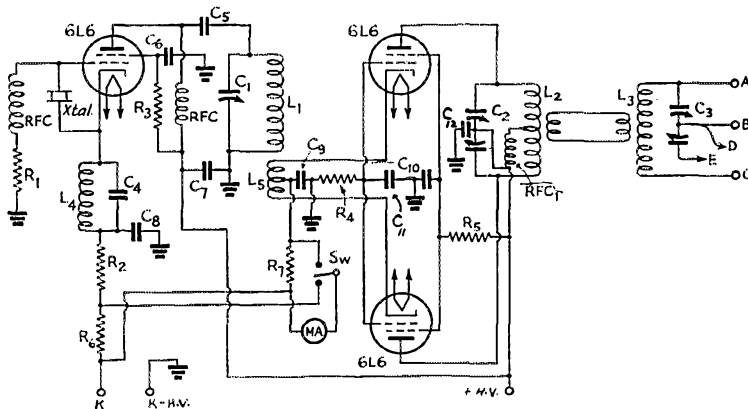 6L6
C5
6L6
A
C6
Xtal.
C1
L1
C12
C2
L2
L3
C3
B
RFC
R3
RFC
D
E
C9
C10
R1
C4
C7
L5
R4
RFC1
C
L4
C8
C11
R5
R2
R7
Sw
R6
MA
6L6
K
K-H.V.
+ H.V.